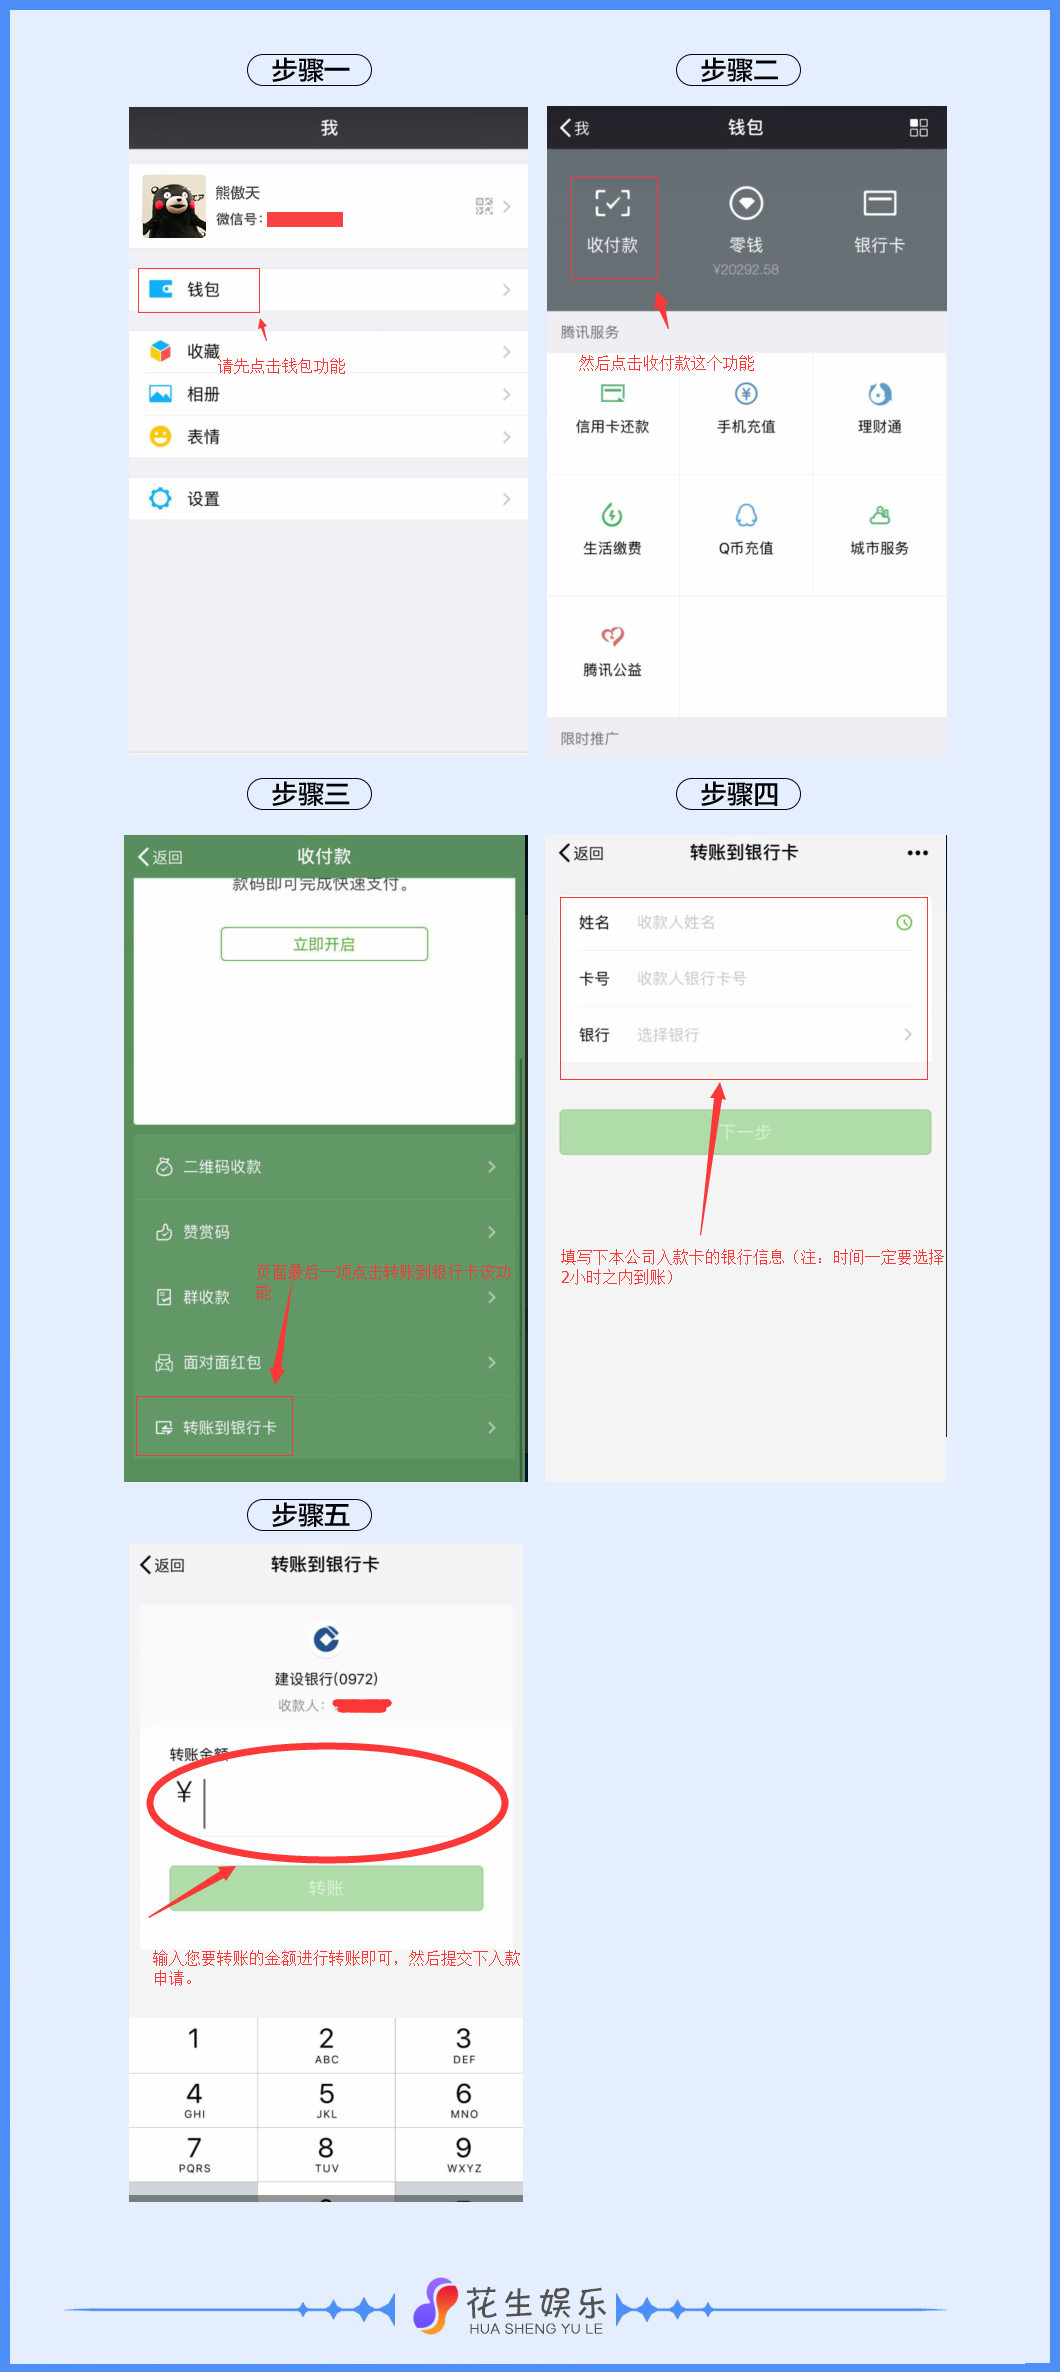 步骤一
我
熊傲天
微信号：
钱包
请先点击钱包功能
收藏
相册
表情
设置
步骤二
我
钱包
收付款
零钱
银行卡
¥20292.58
腾讯服务
然后点击收付款这个功能
信用卡还款
手机充值
理财通
生活缴费
Q币充值
城市服务
腾讯公益
限时推广
步骤三
返回
收付款
款码即可完成快速支付。
立即开启
二维码收款
赞赏码
页面最后一项点击转账到银行卡该功
能
群收款
面对面红包
转账到银行卡
步骤四
返回
转账到银行卡
姓名 收款人姓名
卡号 收款人银行卡号
银行 选择银行
下一步
填写下本公司入款卡的银行信息（注：时间一定要选择
2小时之内到账）
步骤五
返回
转账到银行卡
建设银行(0972)
收款人：
转账金额
¥
转账
输入您要转账的金额进行转账即可，然后提交下入款
申请。
1
2
3
ABC
DEF
4
5
6
GHI
JKL
MNO
7
8
9
PQRS
TUV
WXYZ
花生娱乐
HUA SHENG YU LE